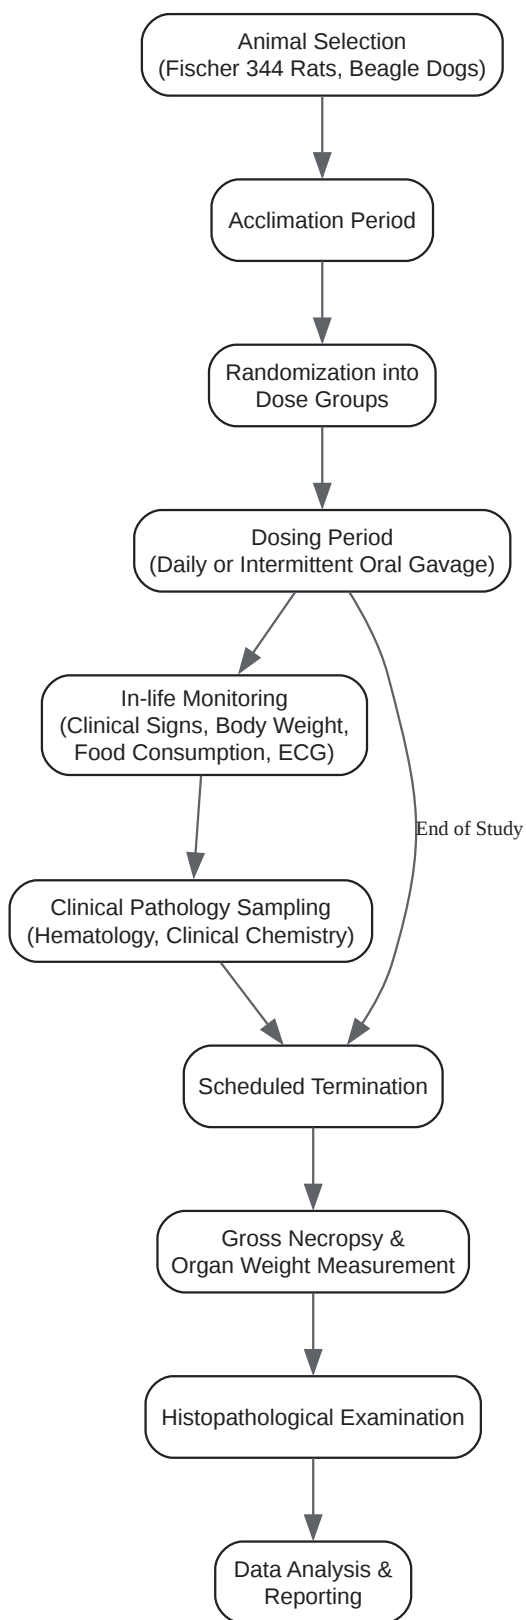 Animal Selection
(Fischer 344 Rats, Beagle Dogs)
Acclimation Period
Randomization into
Dose Groups
Dosing Period
(Daily or Intermittent Oral Gavage)
In-life Monitoring
(Clinical Signs, Body Weight,
Food Consumption, ECG)
End of Study
Clinical Pathology Sampling
(Hematology, Clinical Chemistry)
Scheduled Termination
Gross Necropsy &
Organ Weight Measurement
Histopathological Examination
Data Analysis &
Reporting